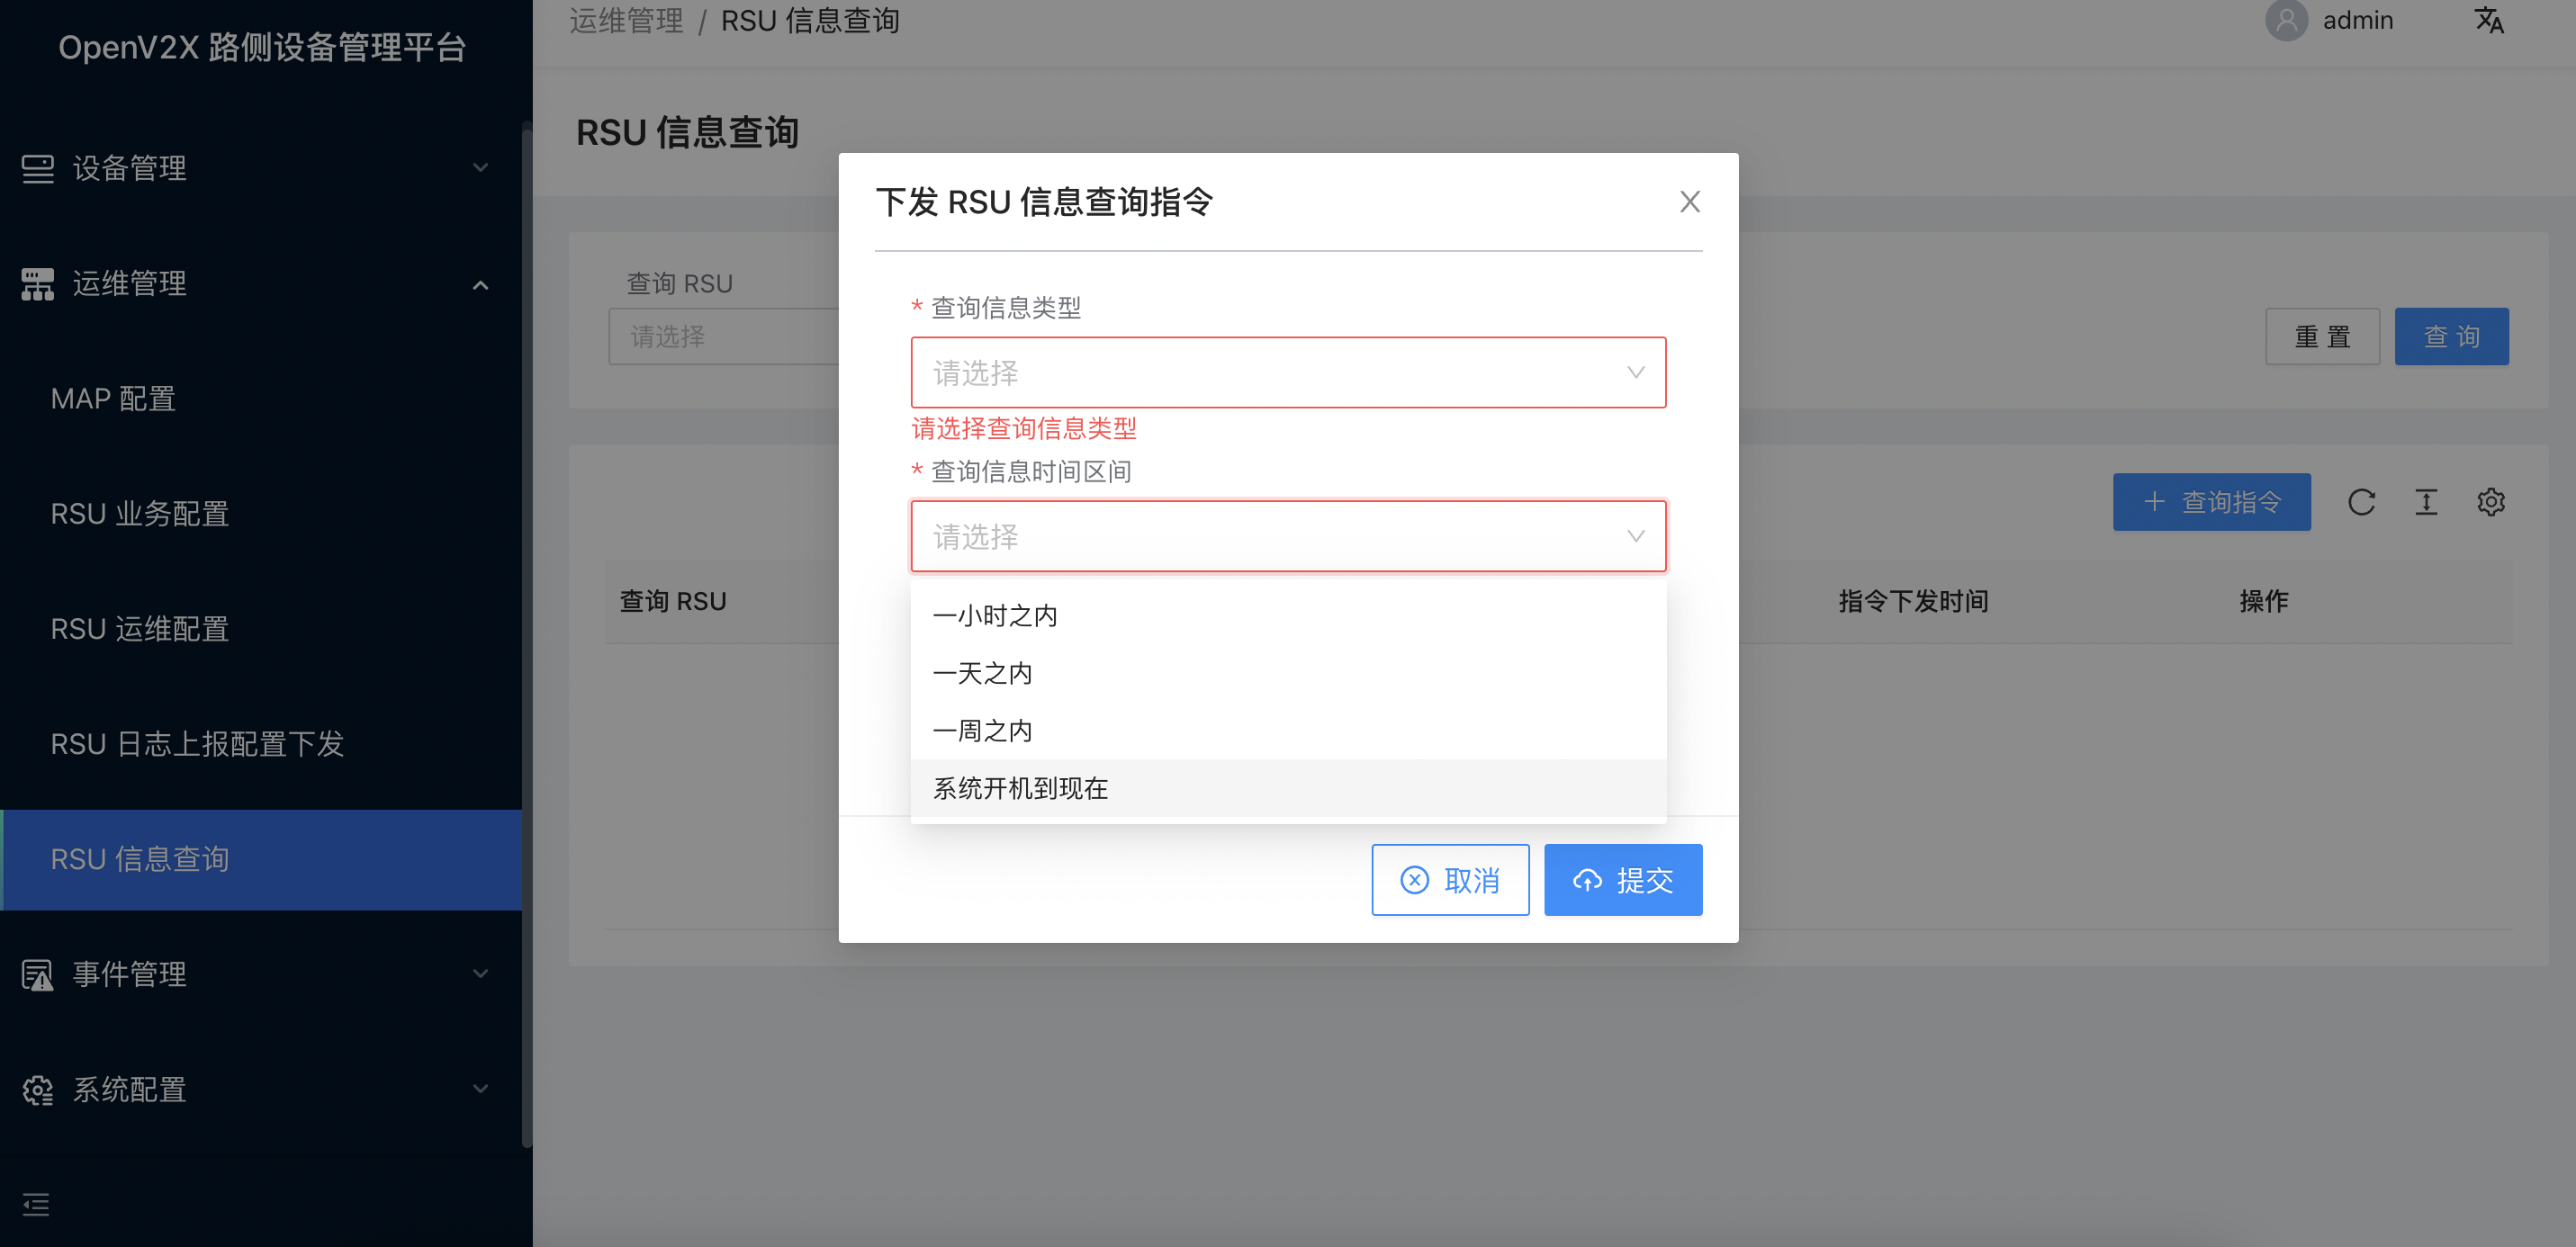 OpenV2X 路侧设备管理平台
设备管理
运维管理
MAP 配置
RSU 业务配置
RSU 运维配置
RSU 日志上报配置下发
RSU 信息查询
事件管理
系统配置
运维管理 / RSU 信息查询
admin
RSU 信息查询
查询 RSU
请选择
重 置
查 询
查询指令
查询 RSU
指令下发时间
操作
下发 RSU 信息查询指令
* 查询信息类型
请选择
请选择查询信息类型
* 查询信息时间区间
请选择
一小时之内
一天之内
一周之内
系统开机到现在
取消
提交